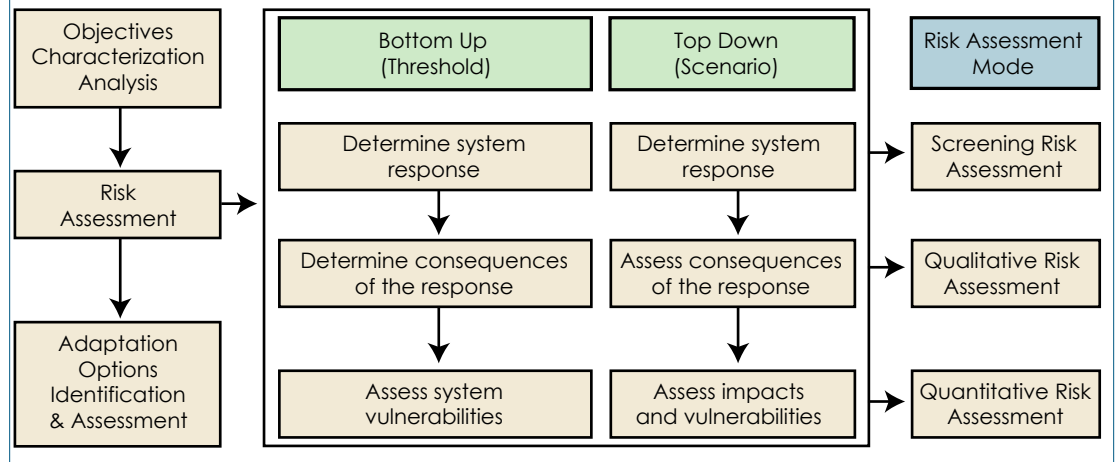 Objectives
Characterization
Analysis
Risk
Assessment
Adaptation
Options
Identification
& Assessment
Bottom Up
(Threshold)
Determine system
response
Determine consequences
of the response
Assess system
vulnerabilities
Top Down
(Scenario)
Determine system
response
Assess consequences
of the response
Assess impacts
and vulnerabilities
Risk Assessment
Mode
Screening Risk
Assessment
Qualitative Risk
Assessment
Quantitative Risk
Assessment